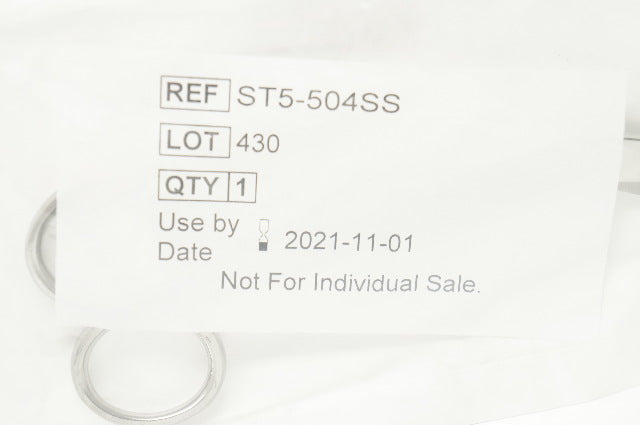 REF ST5-504SS
LOT 430
QTY 1
Use by
Date 2021-11-01
Not For Individual Sale.